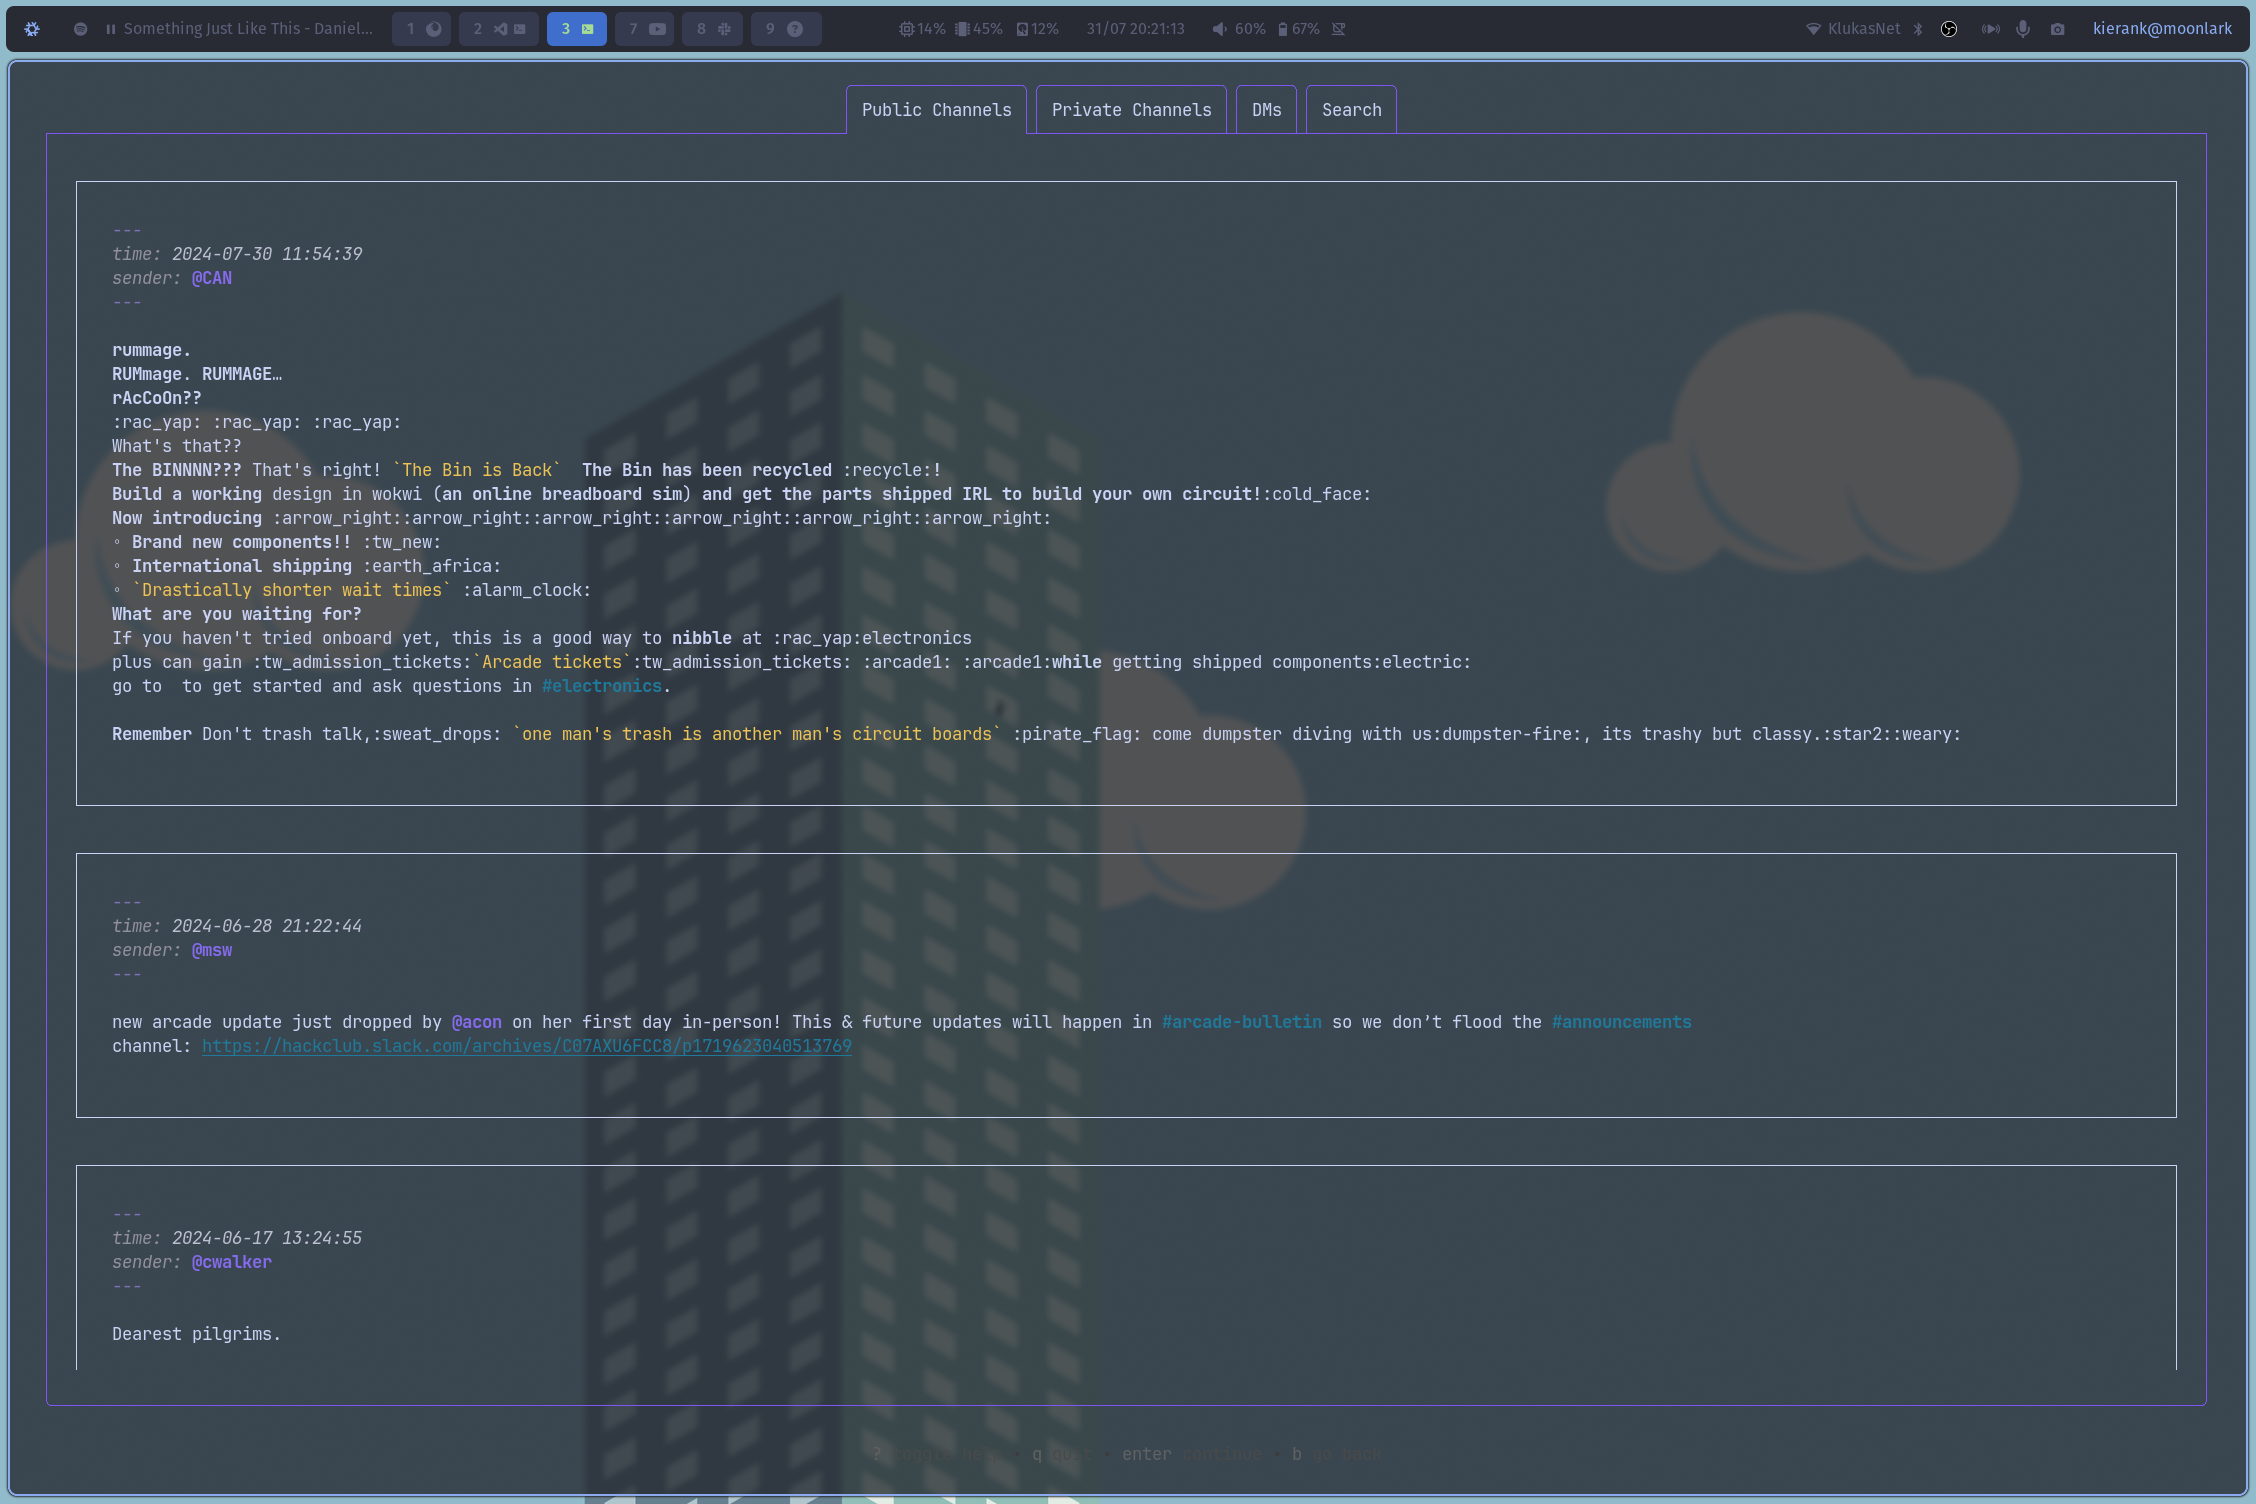 Something Just Like This - Daniel... 1 2 3 7 8 9 ? 14% 45% 12% 31/07 20:21:13 60% 67% KlukasNet kierank@moonlark
Public Channels Private Channels DMs Search
---
time: 2024-07-30 11:54:39
sender: @CAN
---
rummage.
RUMmage. RUMMAGE…
rAcCoOn??
:rac_yap: :rac_yap: :rac_yap:
What's that??
The BINNNN??? That's right! `The Bin is Back`  The Bin has been recycled :recycle:!
Build a working design in wokwi (an online breadboard sim) and get the parts shipped IRL to build your own circuit!:cold_face:
Now introducing :arrow_right::arrow_right::arrow_right::arrow_right::arrow_right::arrow_right:
◦ Brand new components!! :tw_new:
◦ International shipping :earth_africa:
◦ `Drastically shorter wait times` :alarm_clock:
What are you waiting for?
If you haven't tried onboard yet, this is a good way to nibble at :rac_yap:electronics
plus can gain :tw_admission_tickets:`Arcade tickets`:tw_admission_tickets: :arcade1: :arcade1:while getting shipped components:electric:
go to  to get started and ask questions in #electronics.
Remember Don't trash talk,:sweat_drops: `one man's trash is another man's circuit boards` :pirate_flag: come dumpster diving with us:dumpster-fire:, its trashy but classy.:star2::weary:
---
time: 2024-06-28 21:22:44
sender: @msw
---
new arcade update just dropped by @acon on her first day in-person! This & future updates will happen in #arcade-bulletin so we don’t flood the #announcements
channel: https://hackclub.slack.com/archives/C07AXU6FCC8/p1719623040513769
---
time: 2024-06-17 13:24:55
sender: @cwalker
---
Dearest pilgrims.
? toggle help · q quit · enter continue · b go back